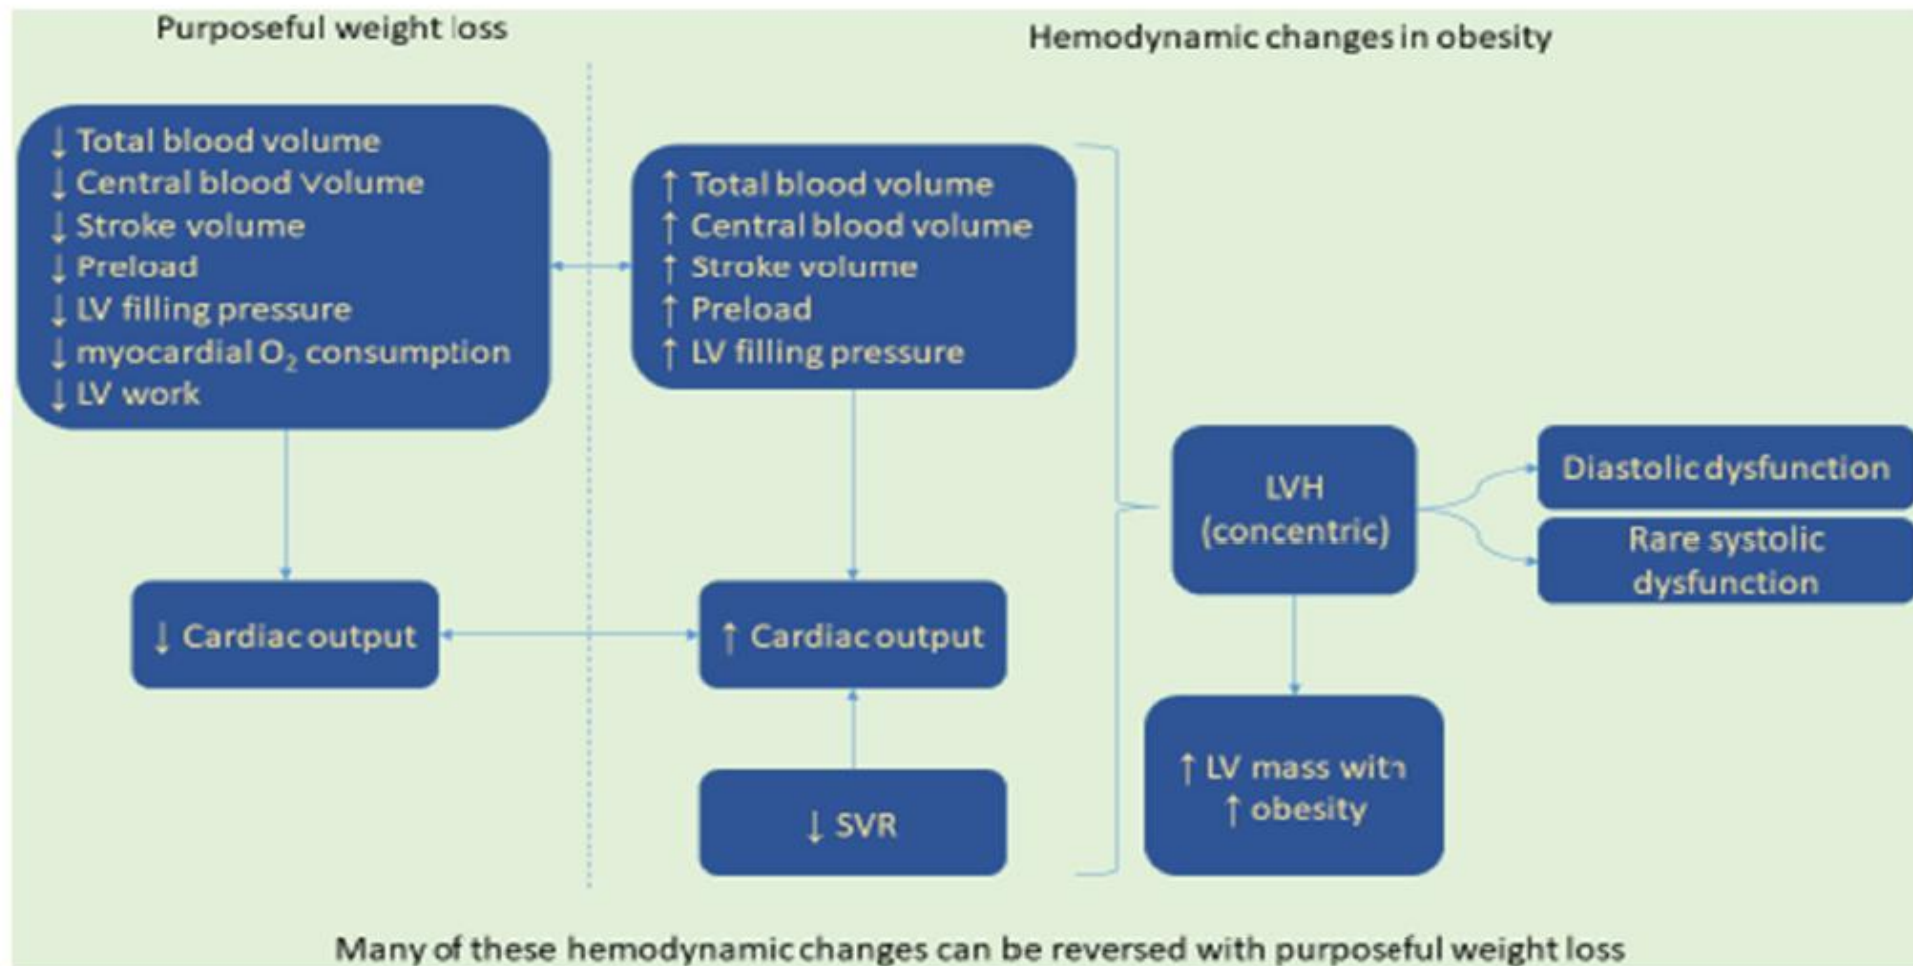 Purposeful weight loss
Hemodynamic changes in obesity
↓ Total blood volume
↓ Central blood Volume
↓ Stroke volume
↓ Preload
↓ LV filling pressure
↓ myocardial O₂ consumption
↓ LV work
↑ Total blood volume
↑ Central blood volume
↑ Stroke volume
↑ Preload
↑ LV filling pressure
↓ Cardiac output
↑ Cardiac output
↓ SVR
LVH
(concentric)
Diastolic dysfunction
Rare systolic
dysfunction
↑ LV mass with
↑ obesity
Many of these hemodynamic changes can be reversed with purposeful weight loss